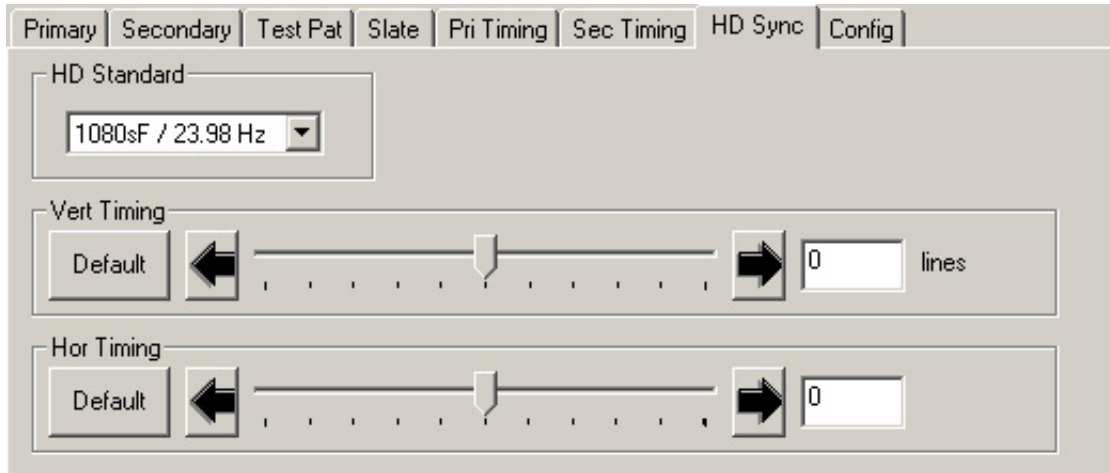 Primary Secondary Test Pat Slate Pri Timing Sec Timing HD Sync Config
HD Standard
1080sF / 23.98 Hz
Vert Timing
Default 0 lines
Hor Timing
Default 0